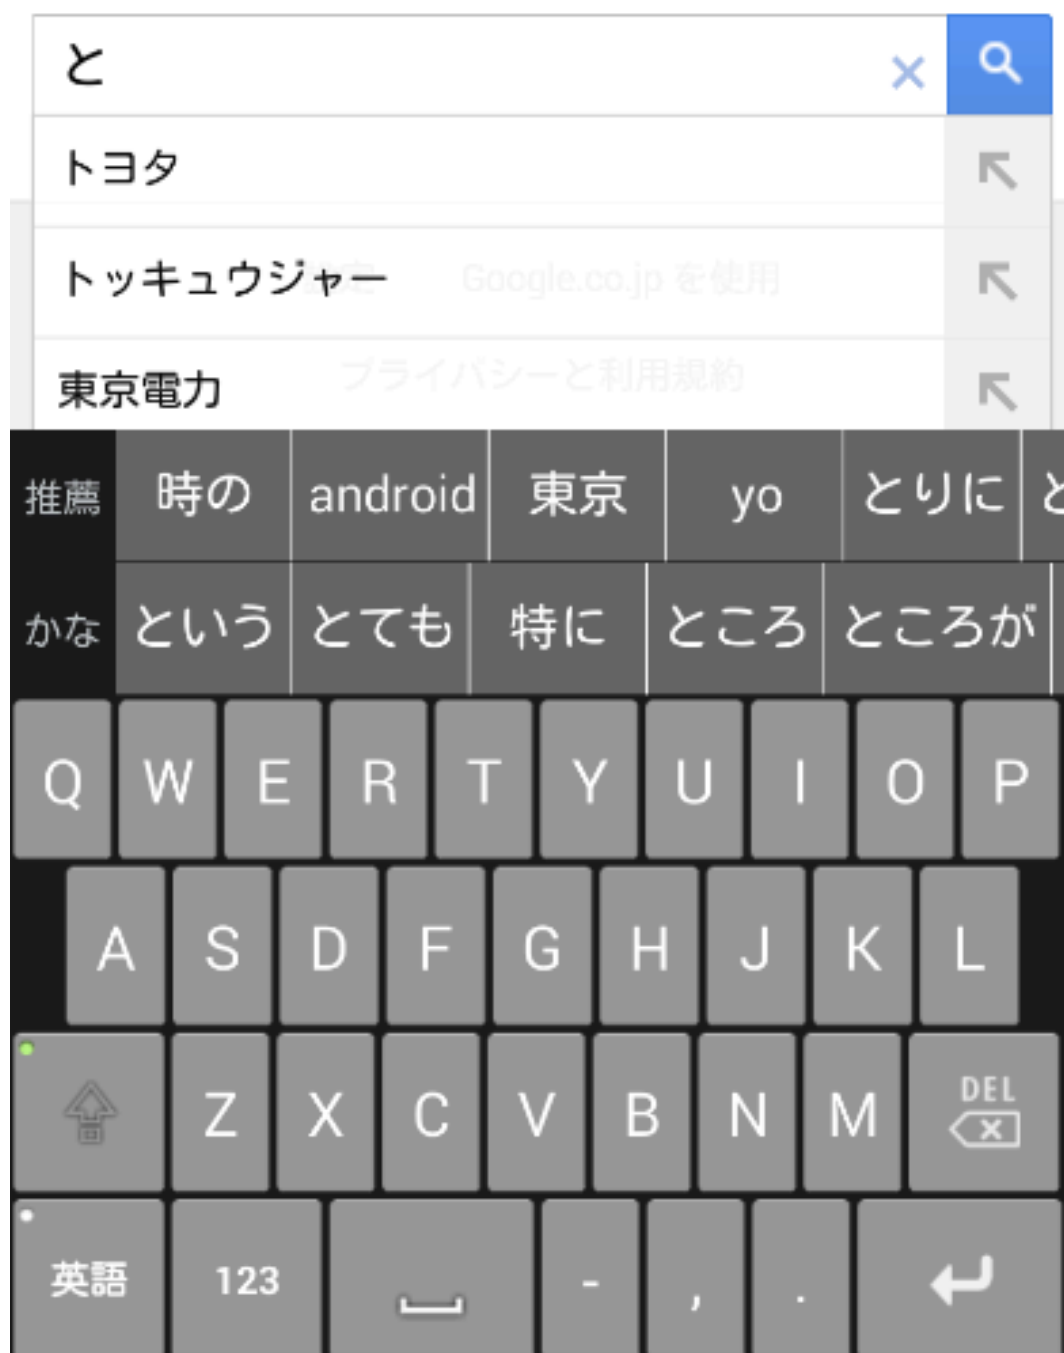 と
トヨタ
トッキュウジャー
設定 Google.co.jp を使用
プライバシーと利用規約
東京電力
推薦 時の android 東京 yo とりに と
かな という とても 特に ところ ところが
Q W E R T Y U I O P
A S D F G H J K L
Z X C V B N M DEL
英語 123 - , .